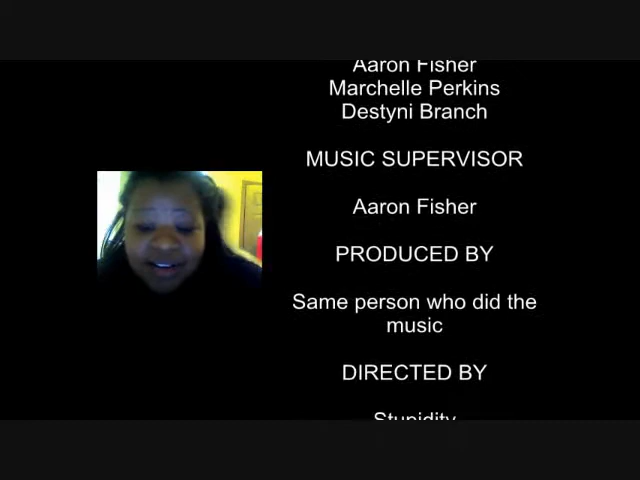 Aaron Fisher
Marchelle Perkins
Destyni Branch
MUSIC SUPERVISOR
Aaron Fisher
PRODUCED BY
Same person who did the
music
DIRECTED BY
Stupidity